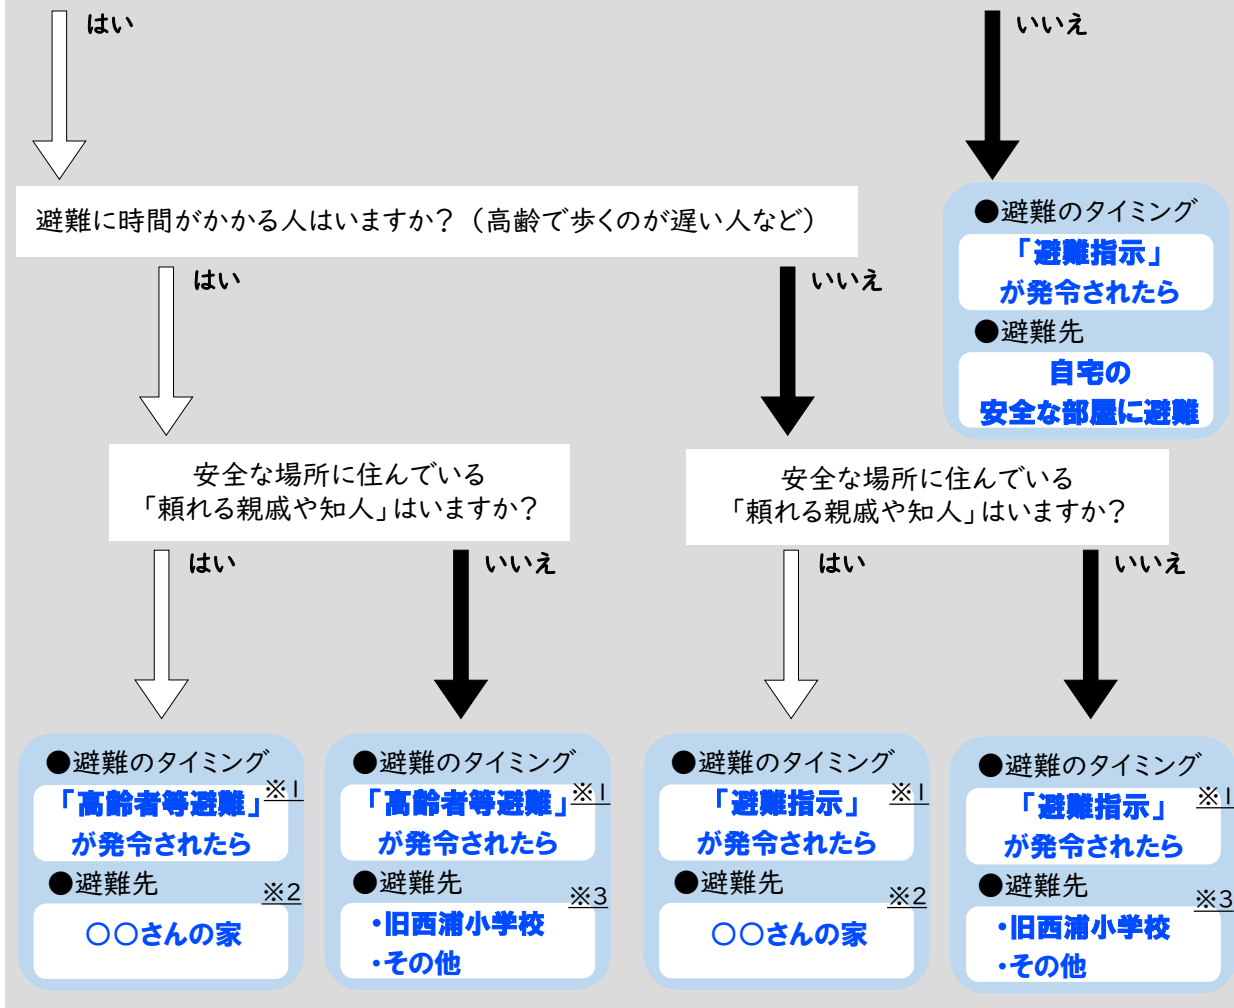 はい
いいえ
避難に時間がかかる人はいますか？（高齢で歩くのが遅い人など）
●避難のタイミング
「避難指示」
が発令されたら
●避難先
自宅の
安全な部屋に避難
はい
いいえ
安全な場所に住んでいる
「頼れる親戚や知人」はいますか？
安全な場所に住んでいる
「頼れる親戚や知人」はいますか？
はい
いいえ
はい
いいえ
●避難のタイミング
※1
「高齢者等避難」
が発令されたら
●避難先
※2
○○さんの家
●避難のタイミング
※1
「高齢者等避難」
が発令されたら
●避難先
※3
・旧西浦小学校
・その他
●避難のタイミング
※1
「避難指示」
が発令されたら
●避難先
※2
○○さんの家
●避難のタイミング
※1
「避難指示」
が発令されたら
●避難先
※3
・旧西浦小学校
・その他